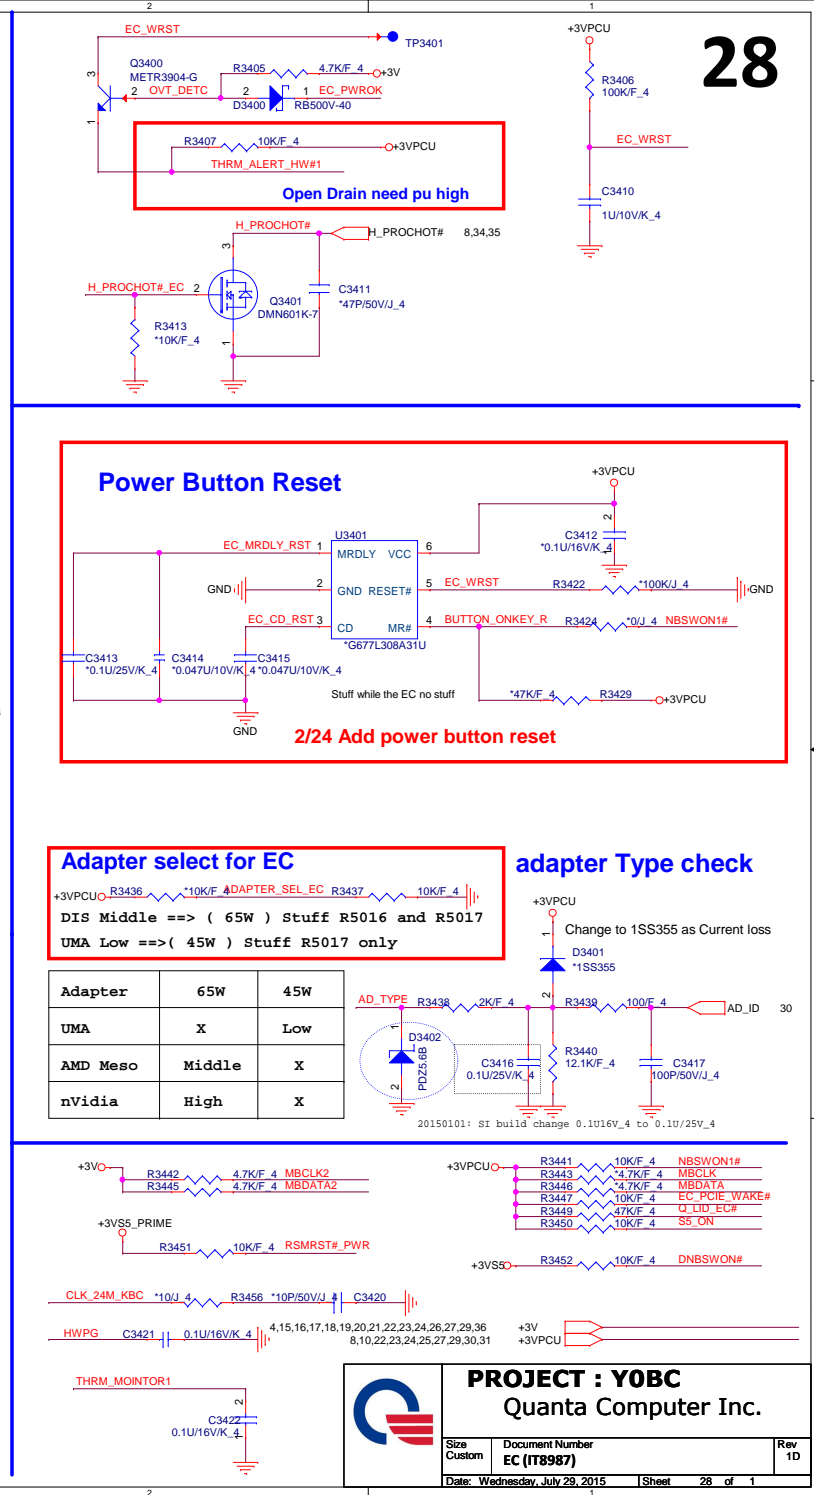 2
1
28
EC_WRST
TP3401
Q3400
METR3904-G
3
2
1
OVT_DETC
R3405
4.7K/F_4
+3V
2
D3400
1
RB500V-40
EC_PWROK
R3407
10K/F_4
+3VPCU
THRM_ALERT_HW#1
Open Drain need pu high
+3VPCU
R3406
100K/F_4
EC_WRST
C3410
1U/10V/K_4
H_PROCHOT#
H_PROCHOT#
8,34,35
3
H_PROCHOT#_EC
2
Q3401
DMN601K-7
1
C3411
*47P/50V/J_4
R3413
*10K/F_4
Power Button Reset
+3VPCU
2
C3412
*0.1U/16V/K_4
1
U3401
EC_MRDLY_RST
1
MRDLY
VCC
6
GND
2
GND
RESET#
5
EC_WRST
R3422
*100K/J_4
GND
EC_CD_RST
3
CD
MR#
4
BUTTON_ONKEY_R
R3424
*0/J_4
NBSWON1#
*G677L308A31U
C3413
*0.1U/25V/K_4
C3414
*0.047U/10V/K_4
C3415
*0.047U/10V/K_4
GND
Stuff while the EC no stuff
*47K/F_4
R3429
+3VPCU
2/24 Add power button reset
Adapter select for EC
+3VPCU
R3436
*10K/F_4
ADAPTER_SEL_EC
R3437
10K/F_4
DIS Middle ==> ( 65W ) Stuff R5016 and R5017
UMA Low ==>( 45W ) Stuff R5017 only
Adapter 65W 45W
UMA X Low
AMD Meso Middle X
nVidia High X
adapter Type check
+3VPCU
1
Change to 1SS355 as Current loss
D3401
*1SS355
2
AD_TYPE
R3438
2K/F_4
R3439
100/F_4
AD_ID
30
1
D3402
PDZ5.6B
2
C3416
0.1U/25V/K_4
R3440
12.1K/F_4
C3417
100P/50V/J_4
20150101: SI build change 0.1U16V_4 to 0.1U/25V_4
+3V
R3442
4.7K/F_4
MBCLK2
R3445
4.7K/F_4
MBDATA2
+3VS5_PRIME
R3451
10K/F_4
RSMRST#_PWR
+3VPCU
R3441
10K/F_4
NBSWON1#
R3443
*4.7K/F_4
MBCLK
R3446
*4.7K/F_4
MBDATA
R3447
10K/F_4
EC_PCIE_WAKE#
R3449
47K/F_4
Q_LID_EC#
R3450
10K/F_4
S5_ON
+3VS5
R3452
10K/F_4
DNBSWON#
CLK_24M_KBC
*10/J_4
R3456
*10P/50V/J_4
C3420
HWPG
C3421
0.1U/16V/K_4
4,15,16,17,18,19,20,21,22,23,24,26,27,29,36
+3V
8,10,22,23,24,25,27,29,30,31
+3VPCU
THRM_MOINTOR1
2
C3422
0.1U/16V/K_4
1
PROJECT : Y0BC
Quanta Computer Inc.
Size
Custom
Document Number
EC (IT8987)
Rev
1D
Date: Wednesday, July 29, 2015
Sheet 28 of 1
2
1